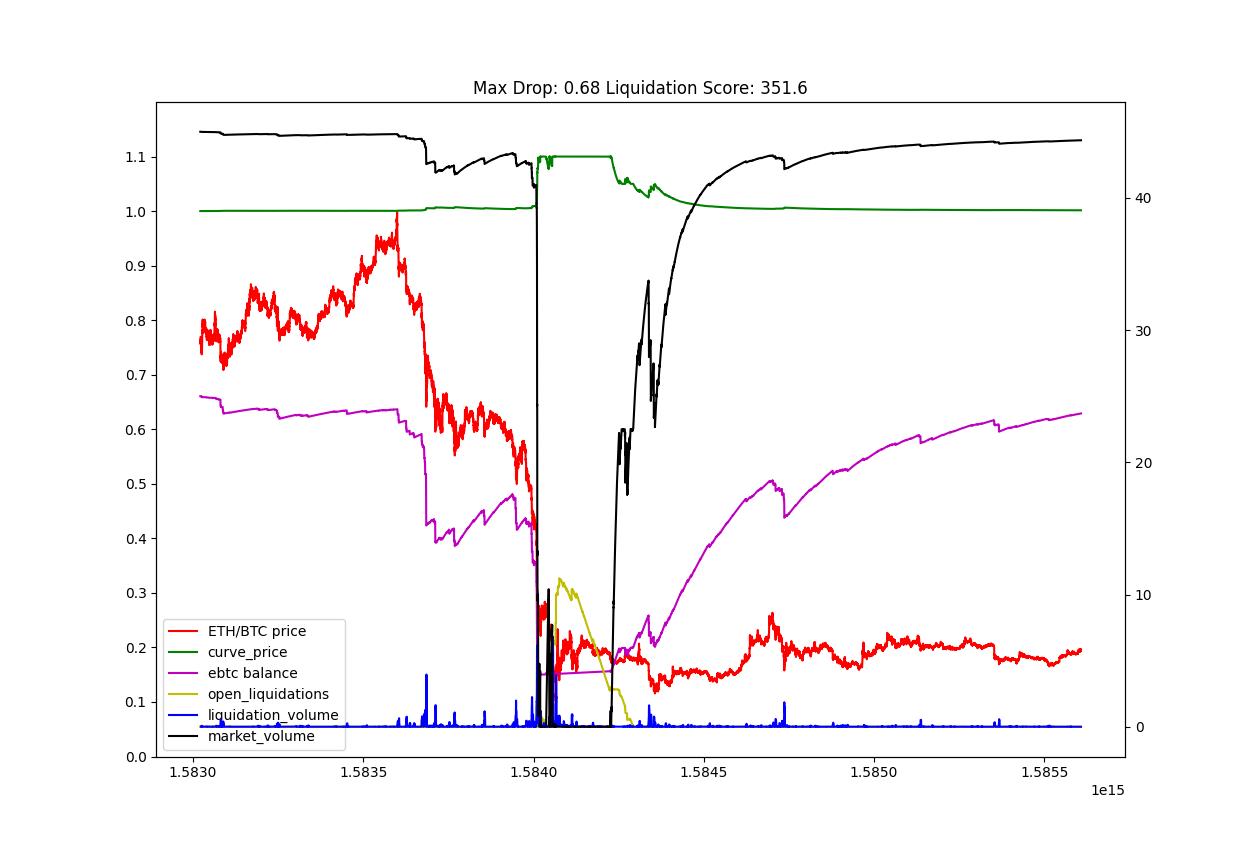 Max Drop: 0.68 Liquidation Score: 351.6
1.1
1.0
0.9
0.8
0.7
0.6
0.5
0.4
0.3
0.2
0.1
0.0
40
30
20
10
0
ETH/BTC price
curve_price
ebtc balance
open_liquidations
liquidation_volume
market_volume
1.5830 1.5835 1.5840 1.5845 1.5850 1.5855
1e15